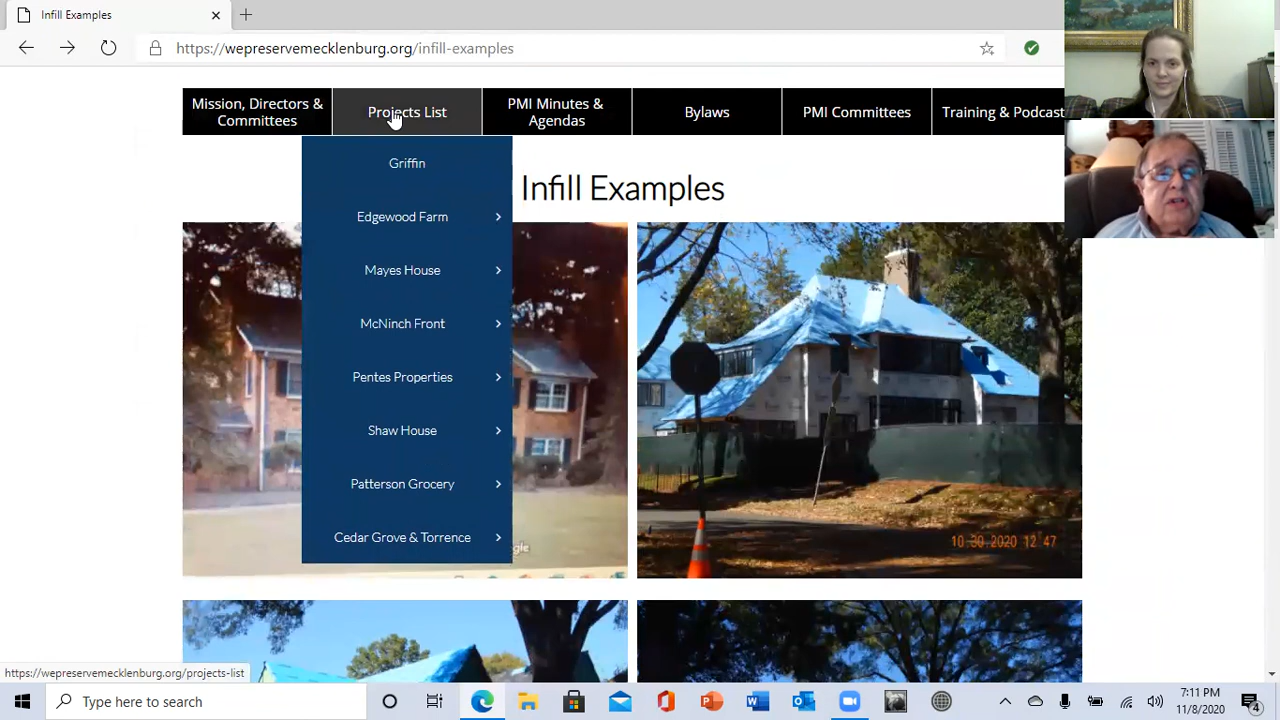 Infill Examples
https://wepreservemecklenburg.org/infill-examples
Mission, Directors &
Committees
Projects List
PMI Minutes &
Agendas
Bylaws
PMI Committees
Training & Podcast
Griffin
Edgewood Farm
Mayes House
McNinch Front
Pentes Properties
Shaw House
Patterson Grocery
Cedar Grove & Torrence
Infill Examples
10.30.2020 12:47
https://wepreservemecklenburg.org/projects-list
Type here to search
7:11 PM
11/8/2020
4